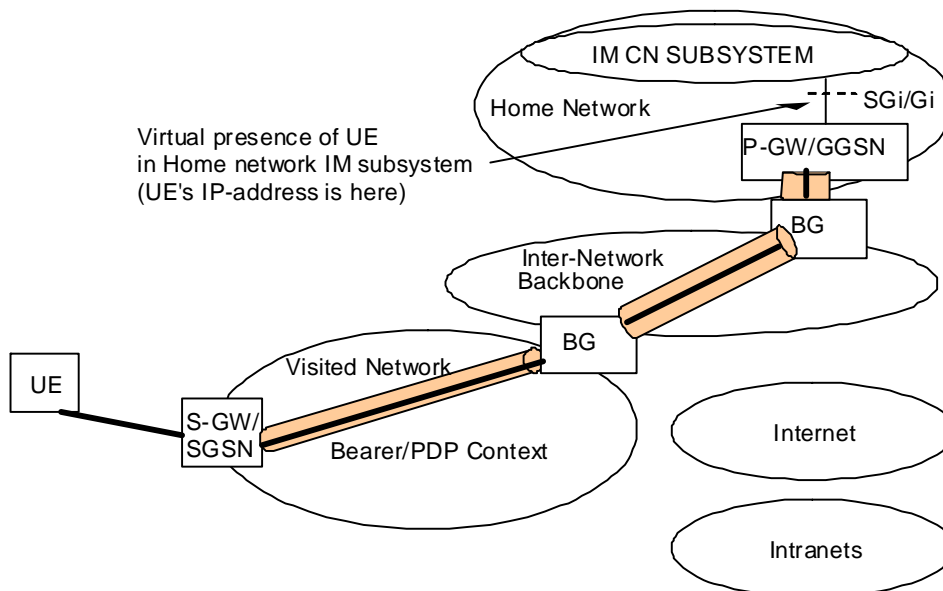 IM CN SUBSYSTEM
Home Network
SGi/Gi
Virtual presence of UE
in Home network IM subsystem
(UE's IP-address is here)
P-GW/GGSN
BG
Inter-Network
Backbone
BG
Visited Network
UE
S-GW/
SGSN
Bearer/PDP Context
Internet
Intranets